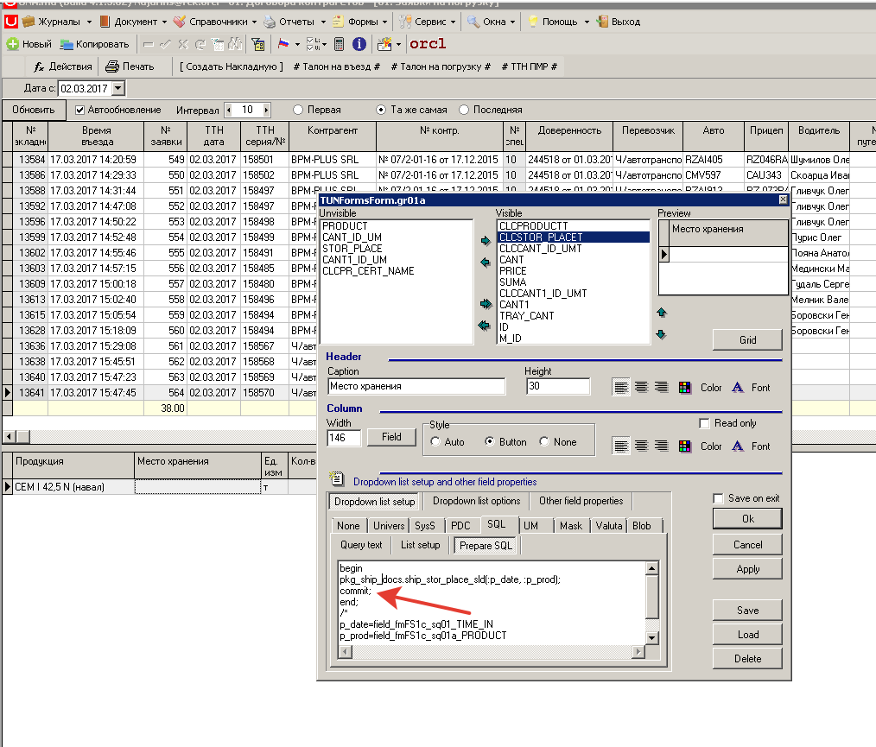 Журналы Документ Справочники Отчеты Формы Сервис Окна Помощь Выход
Новый Копировать orcl
Действия Печать [ Создать Накладную ] # Талон на въезд # # Талон на погрузку # # ТТН ПМР #
Дата с: 02.03.2017
Обновить Автообновление Интервал 10 Первая Та же самая Последняя
№ Время № ТТН ТТН Контрагент № контр. № Доверенность Перевозчик Авто Прицеп Водитель
въезда заявки дата серия/№
13584 17.03.2017 14:20:59 549 02.03.2017 158501 BPM-PLUS SRL № 07/2-01-16 от 17.12.2015 10 244518 от 01.03.20 Ч/автотранспо RZAI405 RZ046RA Шумилов Оле
13586 17.03.2017 14:29:33 550 02.03.2017 158502 BPM-PLUS SRL № 07/2-01-16 от 17.12.2015 10 244518 от 01.03.20 Ч/автотранспо CMV597 CAU343 Скоарца Иван
13588 17.03.2017 14:31:44 551 02.03.2017 158497 Гливчук Олег
13592 17.03.2017 14:47:08 552 02.03.2017 158497 BPM- Гливчук Олег
13596 17.03.2017 14:50:22 553 02.03.2017 158498 BPM- Гливчук Олег
13599 17.03.2017 14:52:48 554 02.03.2017 158499 BPM- Пурис Олег
13602 17.03.2017 14:55:46 555 02.03.2017 158491 BPM- Пояна Анато
13603 17.03.2017 14:57:15 556 02.03.2017 158485 BPM- Медински Ма
13609 17.03.2017 15:00:18 557 02.03.2017 158480 BPM- Гудаль Серге
13613 17.03.2017 15:02:40 558 02.03.2017 158496 BPM- Мелник Вале
13615 17.03.2017 15:05:54 559 02.03.2017 158494 BPM- Боровски Ген
13628 17.03.2017 15:18:09 560 02.03.2017 158494 BPM- Боровски Ген
13636 17.03.2017 15:29:08 561 02.03.2017 158567 Ч/авт
13638 17.03.2017 15:45:51 562 02.03.2017 158568 Ч/авт
13640 17.03.2017 15:47:23 563 02.03.2017 158569 Ч/авт
13641 17.03.2017 15:47:45 564 02.03.2017 158570 Ч/авт
38.00
Продукция Место хранения Ед. Кол-в
изм
CEM I 42,5 N (навал) т
TUNFormsForm.gr01a
Unvisible Visible Preview
PRODUCT
CANT_ID_UM
STOR_PLACE
CANT1_ID_UM
CLCPR_CERT_NAME
CLCPRODUCTT
CLCSTOR_PLACET
CLCCANT_ID_UMT
CANT
PRICE
SUMA
CLCCANT1_ID_UMT
CANT1
TRAY_CANT
ID
M_ID
Место хранения
Grid
Header
Caption Height
Место хранения 30 Color Font
Column
Width Style Read only
146 Field Auto Button None Color Font
Dropdown list setup and other field properties
Dropdown list setup Dropdown list options Other field properties
None Univers SysS PDC SQL UM Mask Valuta Blob
Query text List setup Prepare SQL
begin
pkg_ship_docs.ship_stor_place_sld(:p_date, :p_prod);
commit;
end;
/*
p_date=field_fmFS1c_sq01_TIME_IN
p_prod=field_fmFS1c_sq01a_PRODUCT
Save on exit
Ok
Cancel
Apply
Save
Load
Delete